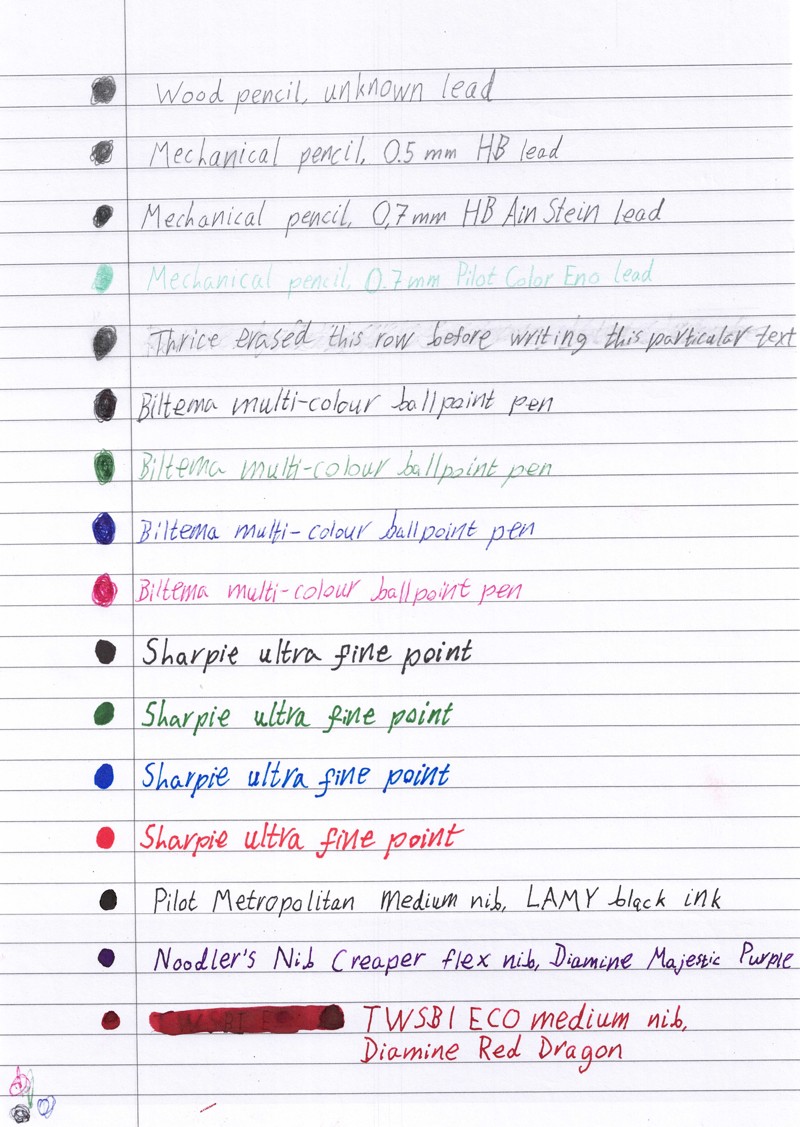 Wood pencil, unknown lead
Mechanical pencil, 0.5 mm HB lead
Mechanical pencil, 0,7 mm HB Ain Stein lead
Mechanical pencil, 0.7 mm Pilot Color Eno lead
Thrice erased this row before writing this particular text
Biltema multi-colour ballpoint pen
Biltema multi-colour ballpoint pen
Biltema multi-colour ballpoint pen
Biltema multi-colour ballpoint pen
Sharpie ultra fine point
Sharpie ultra fine point
Sharpie ultra fine point
Sharpie ultra fine point
Pilot Metropolitan Medium nib, LAMY black ink
Noodler's Nib Creaper flex nib, Diamine Majestic Purple
TWSBI ECO medium nib,
Diamine Red Dragon